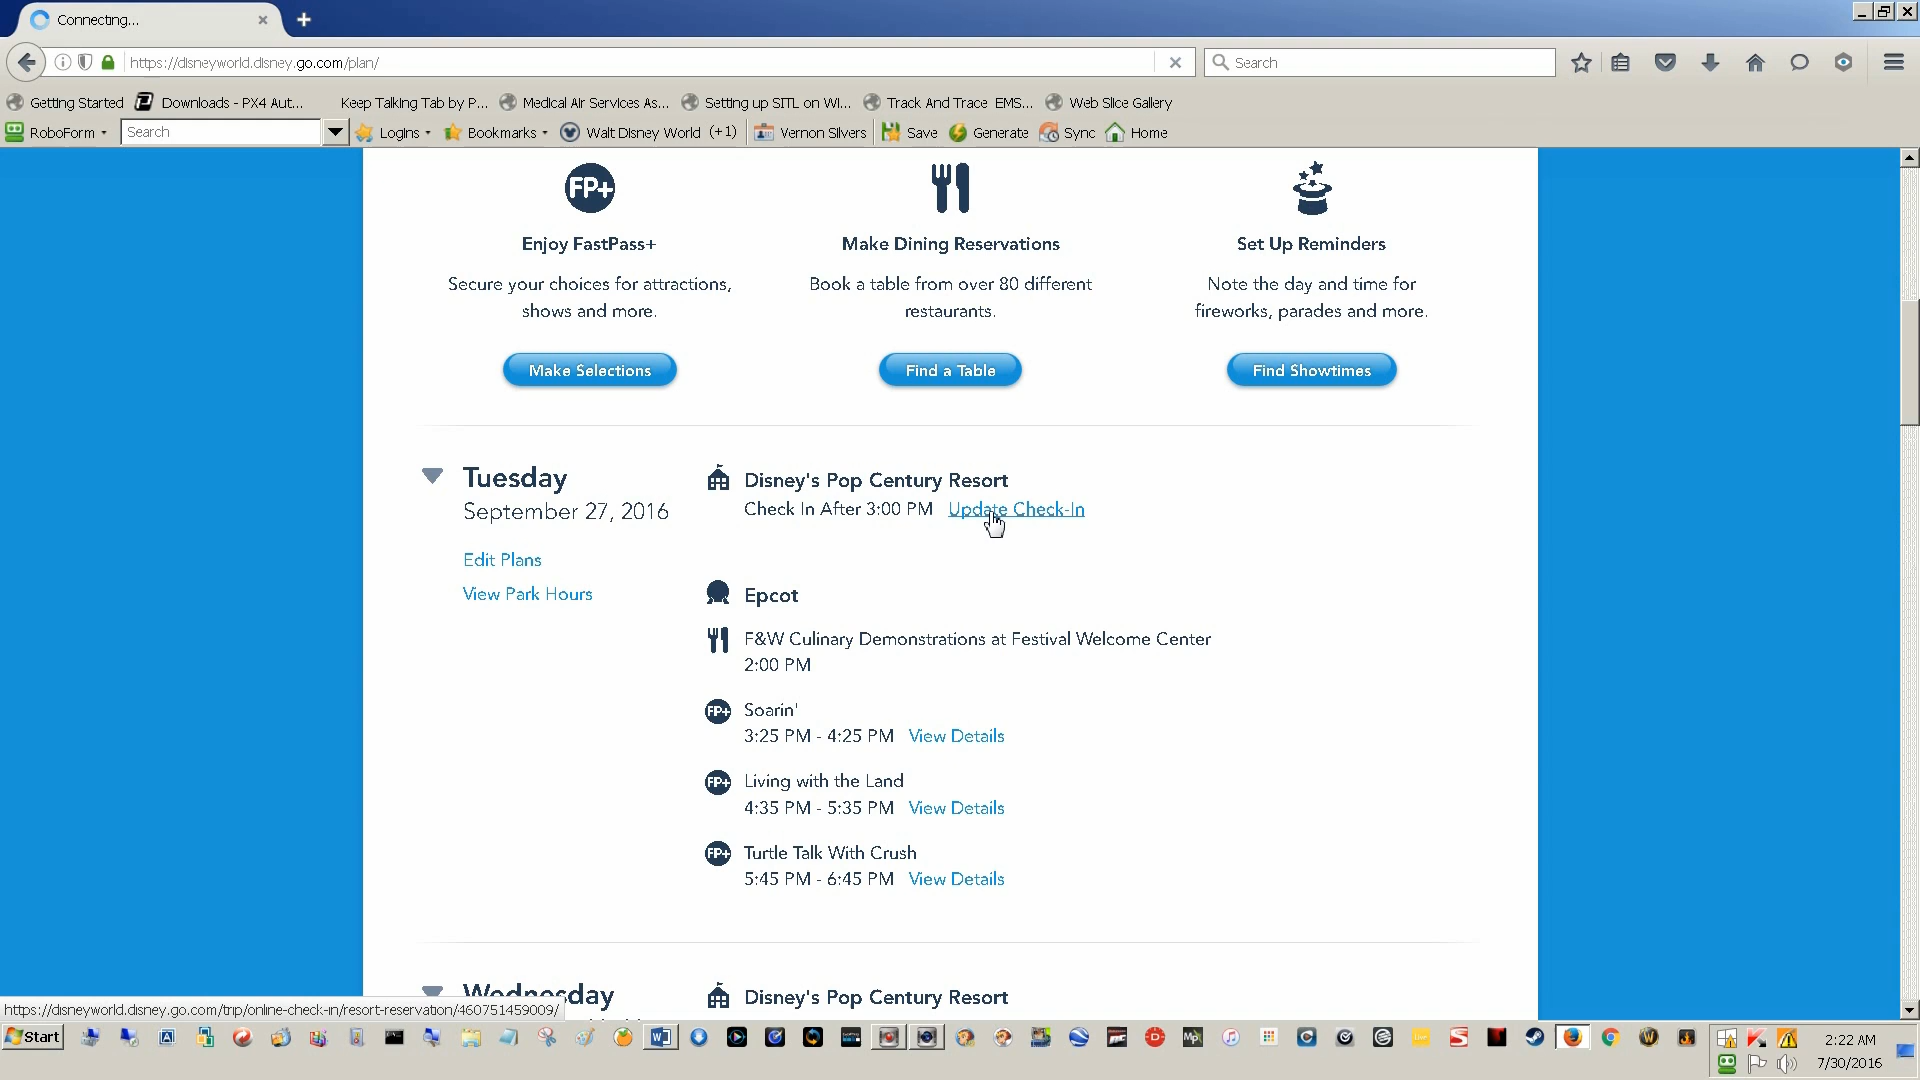 Connecting...
https://disneyworld.disney.go.com/plan/
Search
Getting Started
Downloads - PX4 Aut...
Keep Talking Tab by P...
Medical Air Services As...
Setting up SITL on Wi...
Track And Trace EMS...
Web Slice Gallery
RoboForm
Search
Logins
Bookmarks
Walt Disney World (+1)
Vernon Silvers
Save
Generate
Sync
Home
FP+
Enjoy FastPass+
Secure your choices for attractions,
shows and more.
Make Selections
Make Dining Reservations
Book a table from over 80 different
restaurants.
Find a Table
Set Up Reminders
Note the day and time for
fireworks, parades and more.
Find Showtimes
Tuesday
September 27, 2016
Edit Plans
View Park Hours
Disney's Pop Century Resort
Check In After 3:00 PM Update Check-In
Epcot
F&W Culinary Demonstrations at Festival Welcome Center
2:00 PM
FP+ Soarin'
3:25 PM - 4:25 PM View Details
FP+ Living with the Land
4:35 PM - 5:35 PM View Details
FP+ Turtle Talk With Crush
5:45 PM - 6:45 PM View Details
Wednesday
Disney's Pop Century Resort
https://disneyworld.disney.go.com/trip/online-check-in/resort-reservation/460751459009/
Start
2:22 AM
7/30/2016